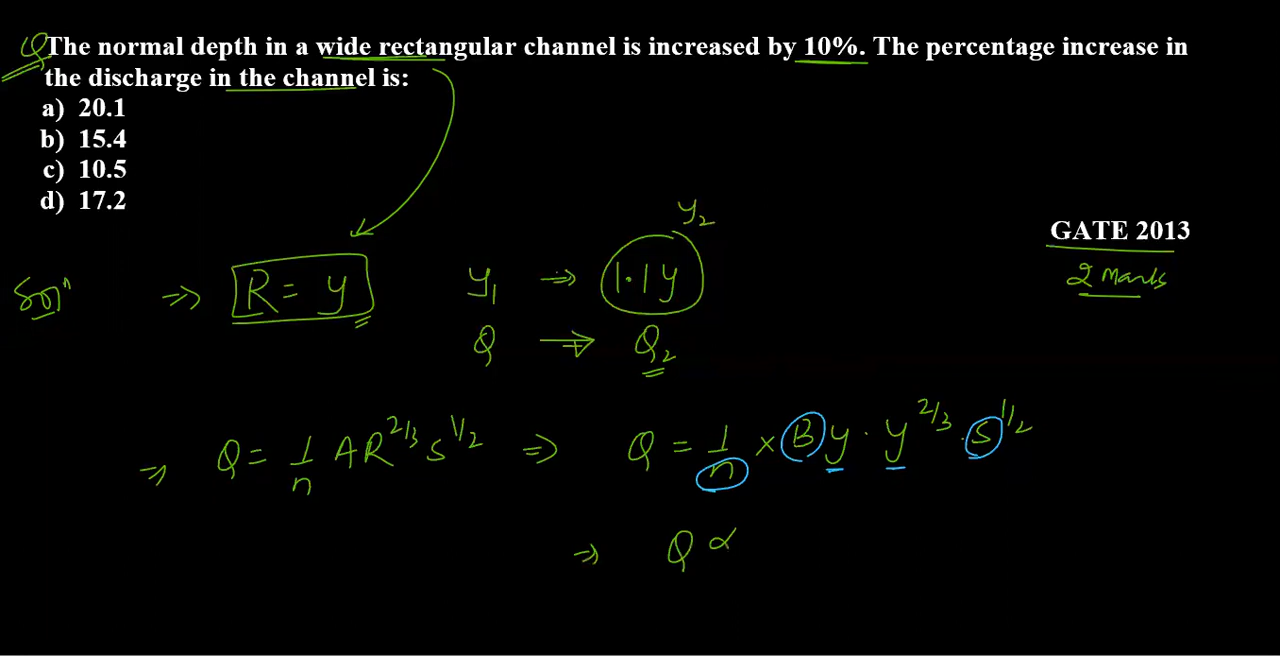 Q The normal depth in a wide rectangular channel is increased by 10%. The percentage increase in
the discharge in the channel is:
a) 20.1
b) 15.4
c) 10.5
d) 17.2
GATE 2013
2 Marks
y₂
Solⁿ ⇒ R = y y₁ ⇒ 1.1y
Q → Q₂
⇒ Q = 1/n A R^2/3 S^1/2 ⇒ Q = 1/n × B y · y^2/3 · S^1/2
⇒ Q ∝